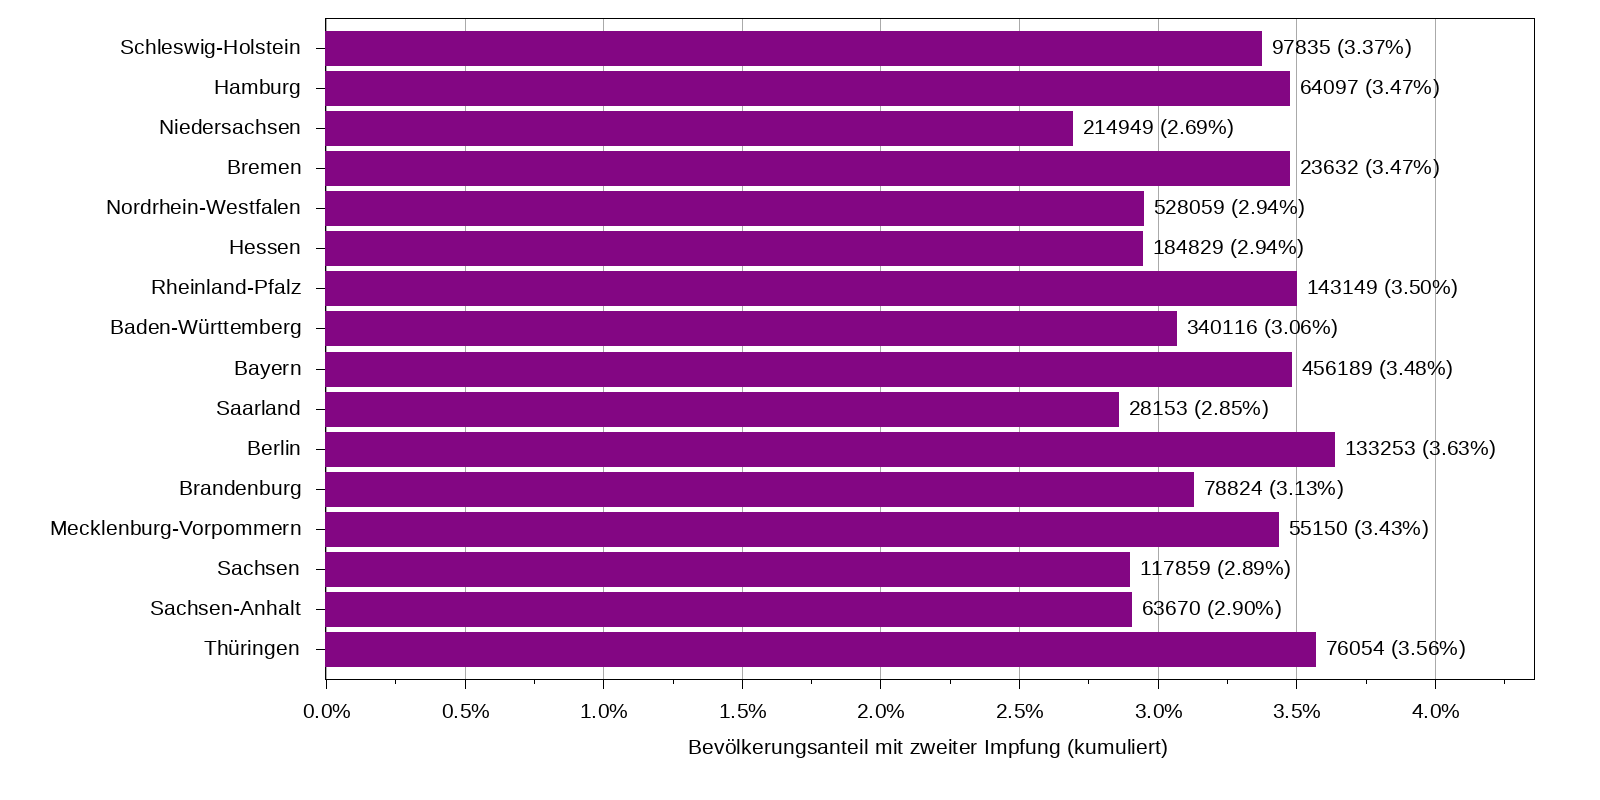 Schleswig-Holstein 97835 (3.37%)
Hamburg 64097 (3.47%)
Niedersachsen 214949 (2.69%)
Bremen 23632 (3.47%)
Nordrhein-Westfalen 528059 (2.94%)
Hessen 184829 (2.94%)
Rheinland-Pfalz 143149 (3.50%)
Baden-Württemberg 340116 (3.06%)
Bayern 456189 (3.48%)
Saarland 28153 (2.85%)
Berlin 133253 (3.63%)
Brandenburg 78824 (3.13%)
Mecklenburg-Vorpommern 55150 (3.43%)
Sachsen 117859 (2.89%)
Sachsen-Anhalt 63670 (2.90%)
Thüringen 76054 (3.56%)
0.0% 0.5% 1.0% 1.5% 2.0% 2.5% 3.0% 3.5% 4.0%
Bevölkerungsanteil mit zweiter Impfung (kumuliert)